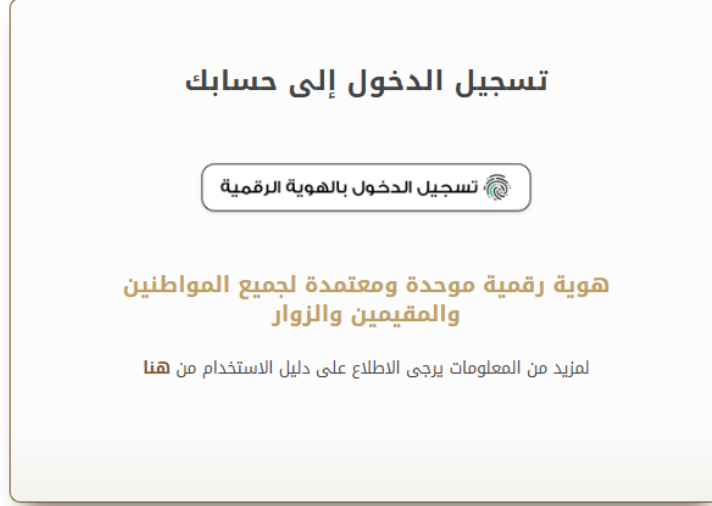 تسجيل الدخول إلى حسابك
تسجيل الدخول بالهوية الرقمية
هوية رقمية موحدة ومعتمدة لجميع المواطنين
والمقيمين والزوار
لمزيد من المعلومات يرجى الاطلاع على دليل الاستخدام من هنا